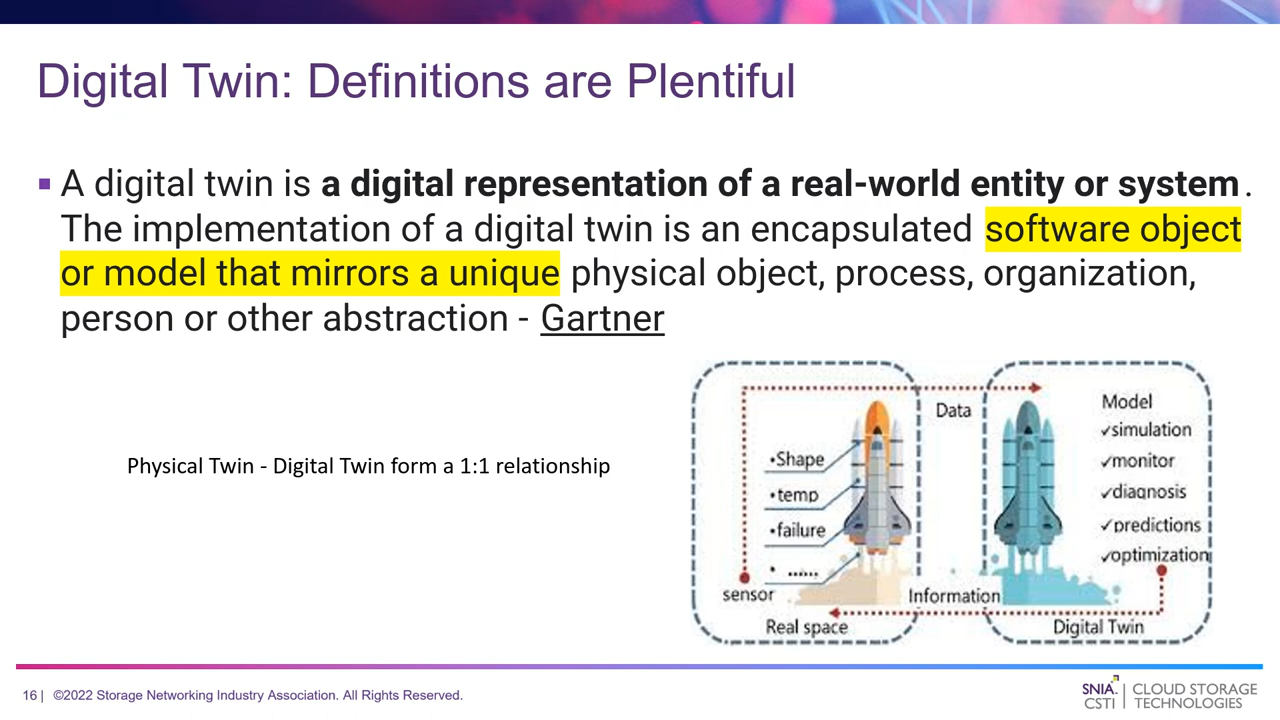 Digital Twin: Definitions are Plentiful
A digital twin is a digital representation of a real-world entity or system.
The implementation of a digital twin is an encapsulated software object
or model that mirrors a unique physical object, process, organization,
person or other abstraction - Gartner
Physical Twin - Digital Twin form a 1:1 relationship
Data
•Shape
•temp
•failure
• ......
sensor
Real space
Information
Model
✓simulation
✓monitor
✓diagnosis
✓predictions
✓optimization
Digital Twin
16 | ©2022 Storage Networking Industry Association. All Rights Reserved.
SNIA. | CLOUD STORAGE
CSTI | TECHNOLOGIES